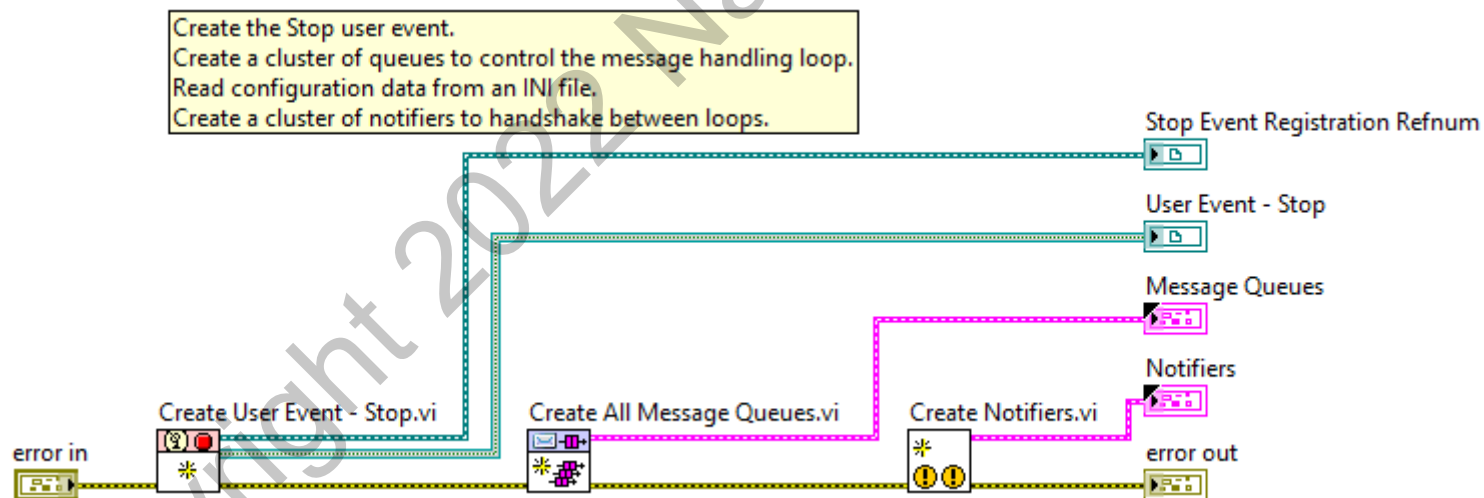 Create the Stop user event.
Create a cluster of queues to control the message handling loop.
Read configuration data from an INI file.
Create a cluster of notifiers to handshake between loops.
Stop Event Registration Refnum
User Event - Stop
Message Queues
Notifiers
Create User Event - Stop.vi
Create All Message Queues.vi
Create Notifiers.vi
error in
error out
right 2022 Na